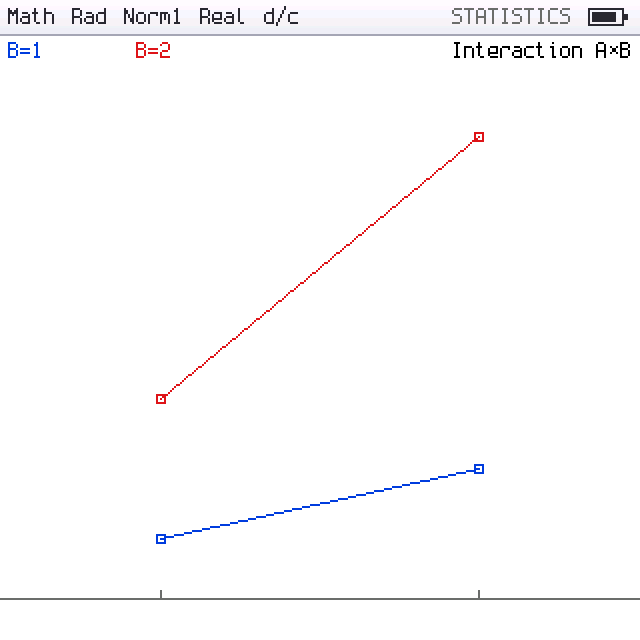 Math Rad Norm1 Real d/c STATISTICS
B=1 B=2 Interaction A×B